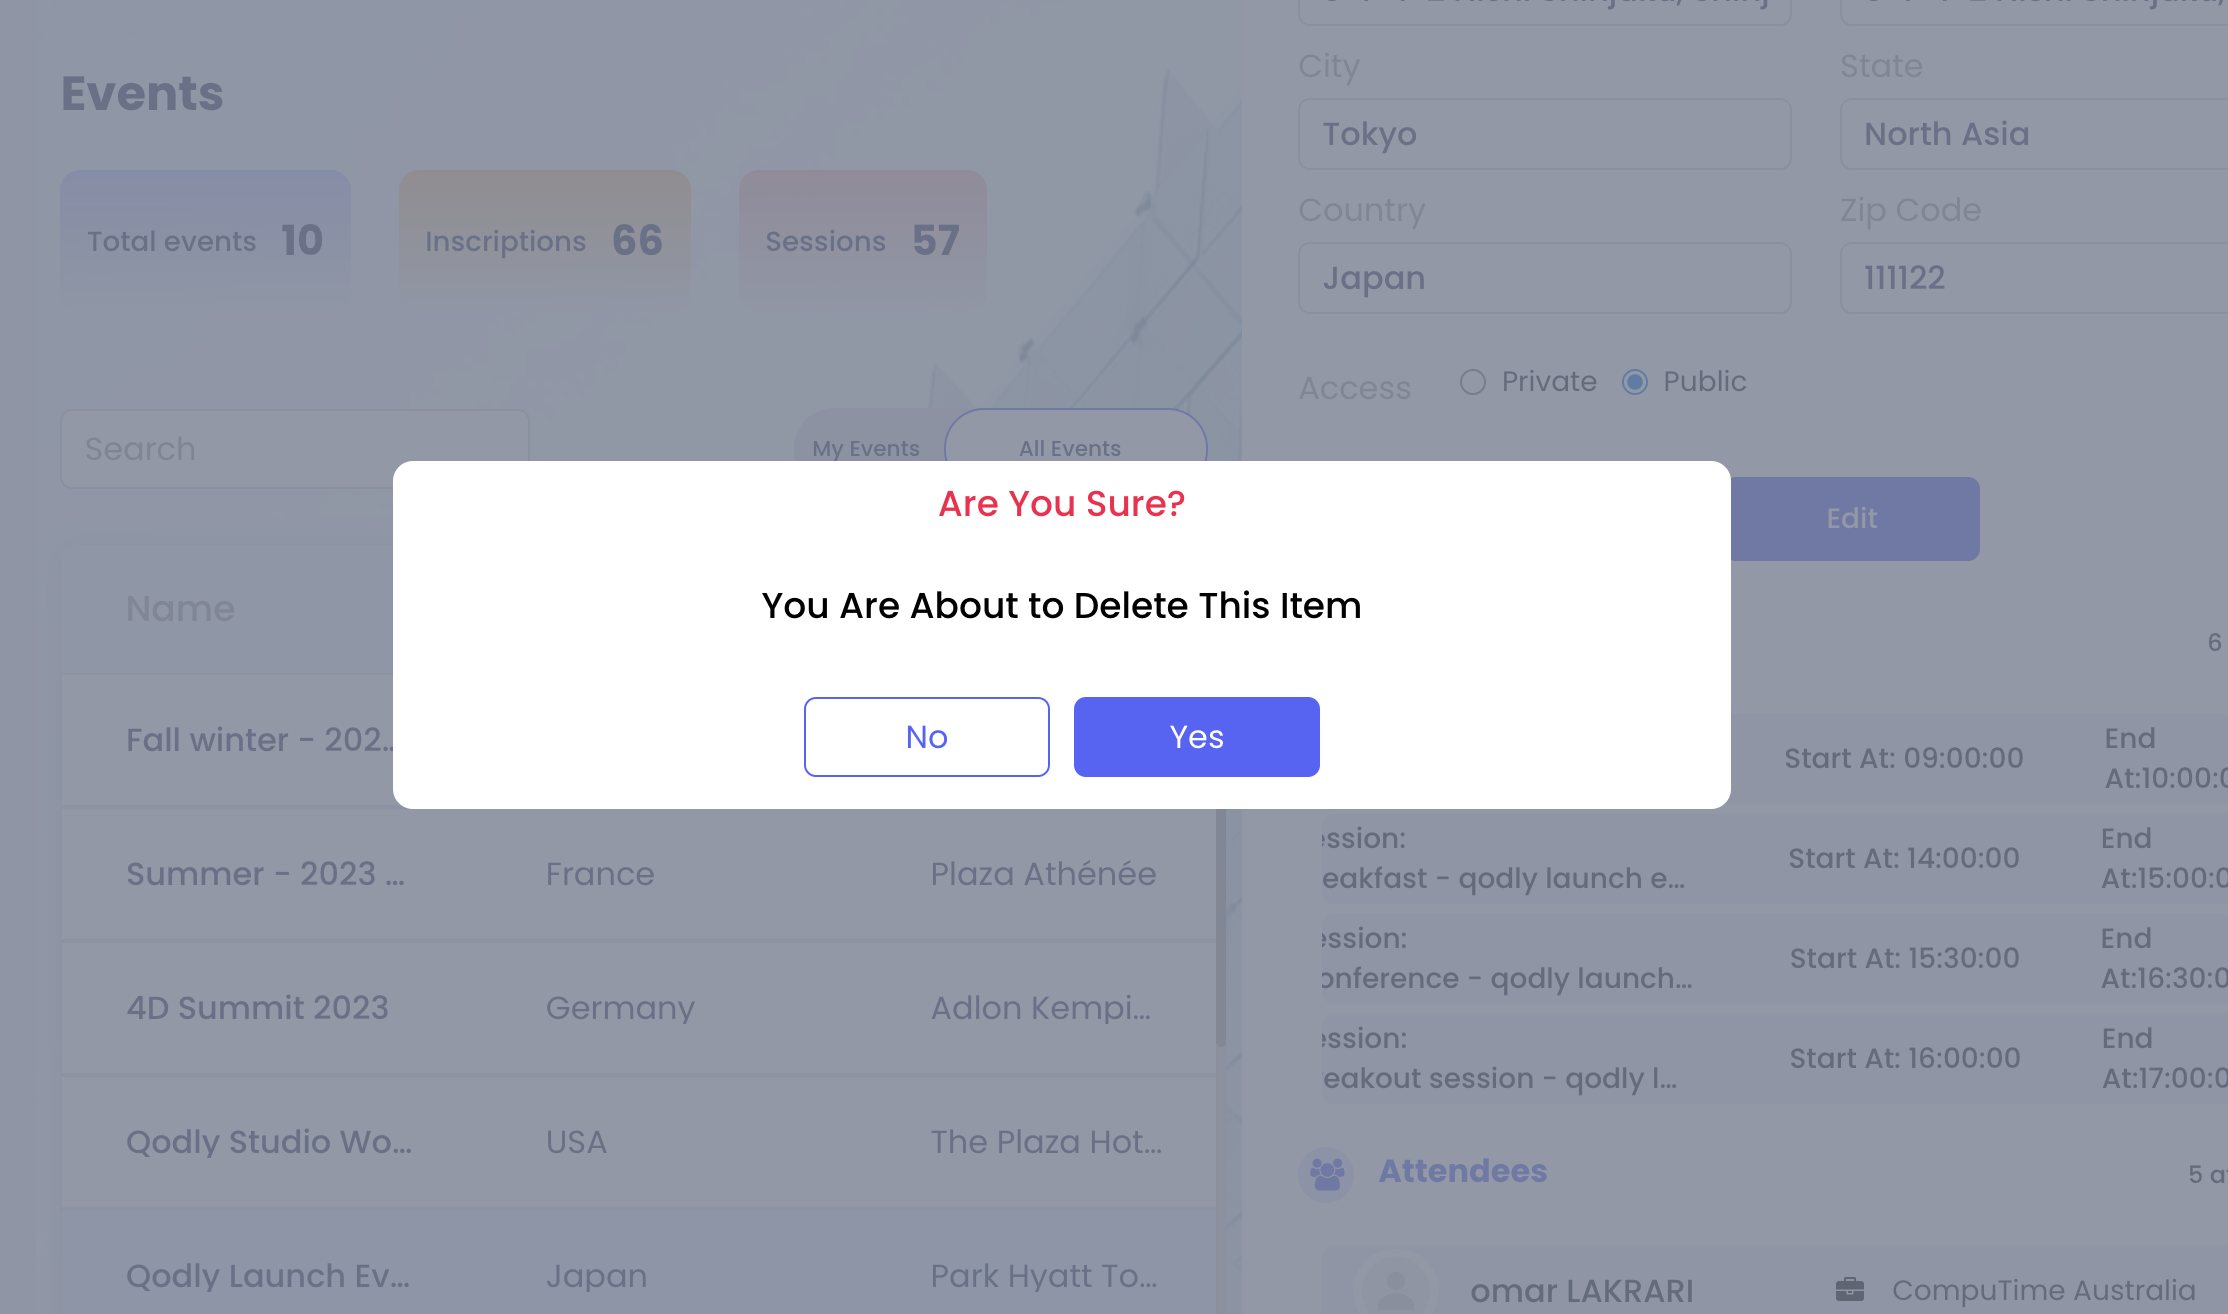 Events
Total events 10
Inscriptions 66
Sessions 57
Search
My Events
All Events
Name
Fall winter - 202..
Summer - 2023 ...
France
Plaza Athénée
4D Summit 2023
Germany
Adlon Kempi...
Qodly Studio Wo...
USA
The Plaza Hot...
Qodly Launch Ev...
Japan
Park Hyatt To...
Are You Sure?
You Are About to Delete This Item
No
Yes
City
State
Tokyo
North Asia
Country
Zip Code
Japan
111122
Access
Private
Public
Edit
6
Start At: 09:00:00
End
At:10:00:0
ession:
eakfast - qodly launch e...
Start At: 14:00:00
End
At:15:00:0
ession:
onference - qodly launch...
Start At: 15:30:00
End
At:16:30:0
ession:
eakout session - qodly l...
Start At: 16:00:00
End
At:17:00:0
Attendees
5 at
omar LAKRARI
CompuTime Australia